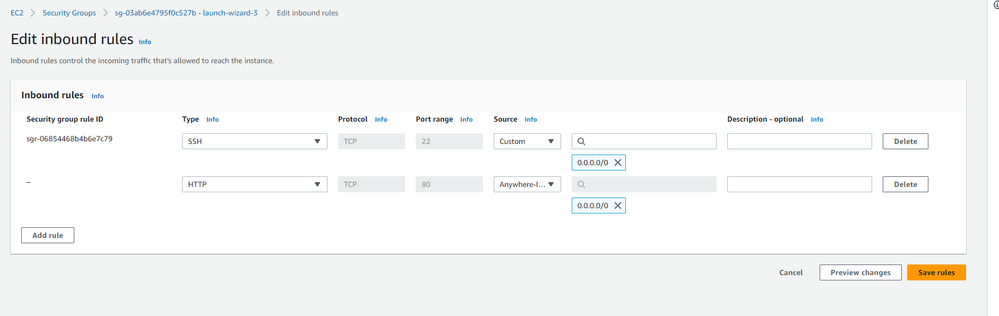 EC2 > Security Groups > sg-03ab6e4795f0c527b - launch-wizard-3 > Edit inbound rules
Edit inbound rules Info
Inbound rules control the incoming traffic that's allowed to reach the instance.
Inbound rules Info
Security group rule ID Type Info Protocol Info Port range Info Source Info Description - optional Info
sgr-06854468b4b6e7c79 SSH TCP 22 Custom Delete
0.0.0.0/0
– HTTP TCP 80 Anywhere-I... Delete
0.0.0.0/0
Add rule
Cancel Preview changes Save rules